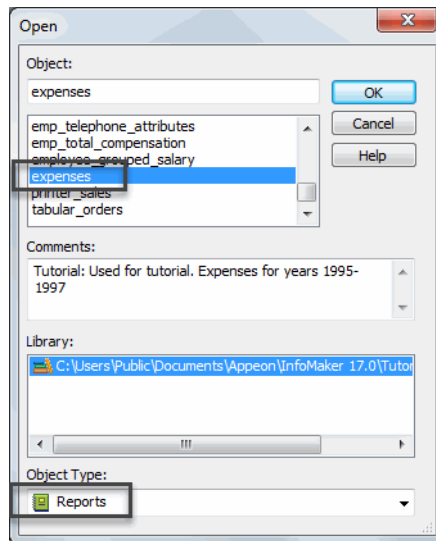 Open
Object:
expenses
OK
emp_telephone_attributes
emp_total_compensation
employee_grouped_salary
expenses
printer_sales
tabular_orders
Cancel
Help
Comments:
Tutorial: Used for tutorial. Expenses for years 1995-
1997
Library:
C:\Users\Public\Documents\Appeon\InfoMaker 17.0\Tutor
Object Type:
Reports